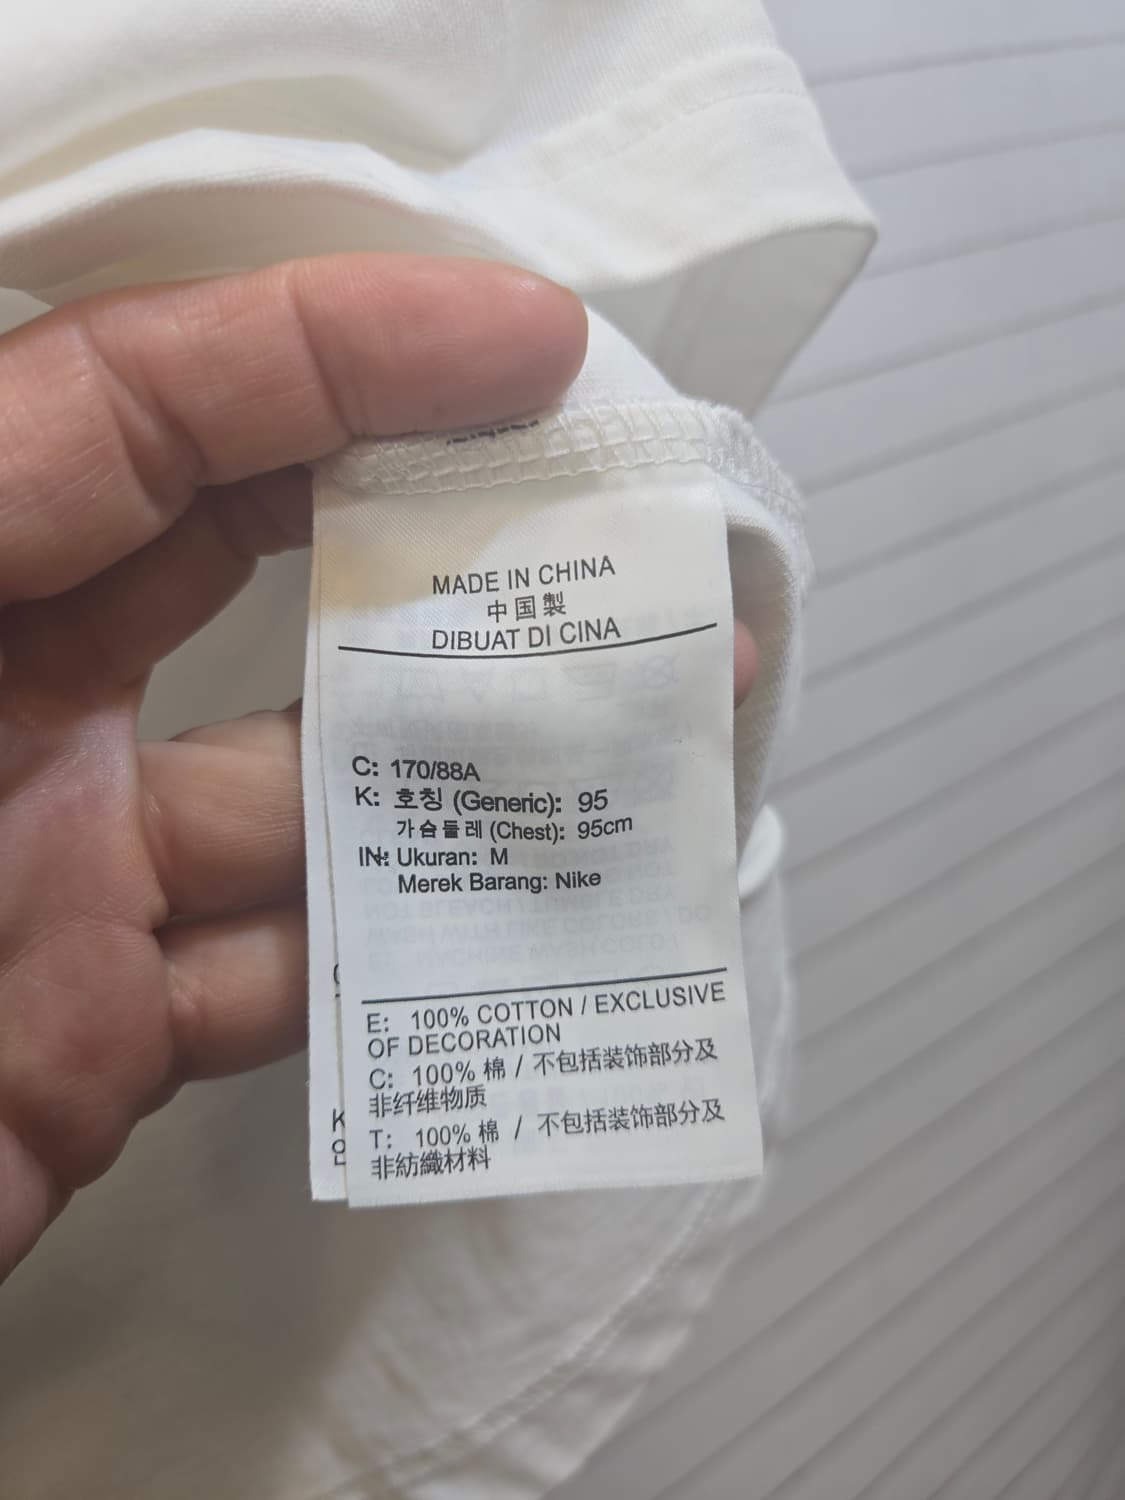 MADE IN CHINA
中国製
DIBUAT DI CINA
C: 170/88A
K: 호칭 (Generic): 95
가슴둘레 (Chest): 95cm
IN: Ukuran: M
Merek Barang: Nike
E: 100% COTTON / EXCLUSIVE
OF DECORATION
C: 100% 棉 / 不包括装饰部分及
非纤维物质
T: 100% 棉 / 不包括装饰部分及
非紡織材料